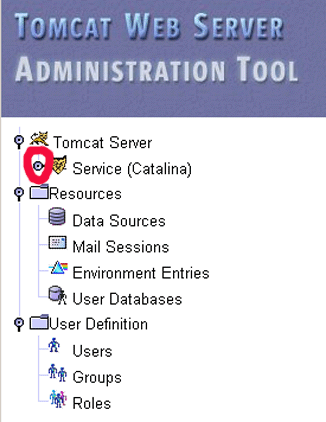 TOMCAT WEB SERVER
ADMINISTRATION TOOL
Tomcat Server
Service (Catalina)
Resources
Data Sources
Mail Sessions
Environment Entries
User Databases
User Definition
Users
Groups
Roles